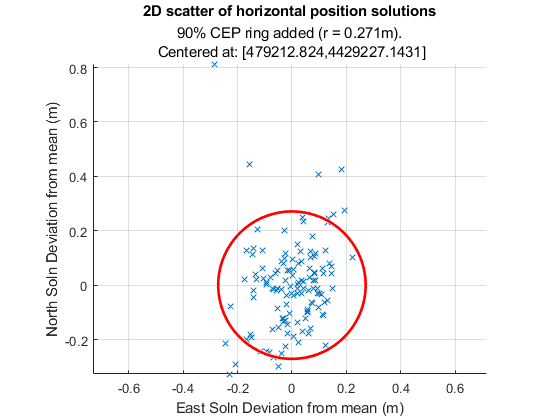 2D scatter of horizontal position solutions
90% CEP ring added (r = 0.271m).
Centered at: [479212.824,4429227.1431]
North Soln Deviation from mean (m)
0.8
0.6
0.4
0.2
0
-0.2
-0.6
-0.4
-0.2
0
0.2
0.4
0.6
East Soln Deviation from mean (m)